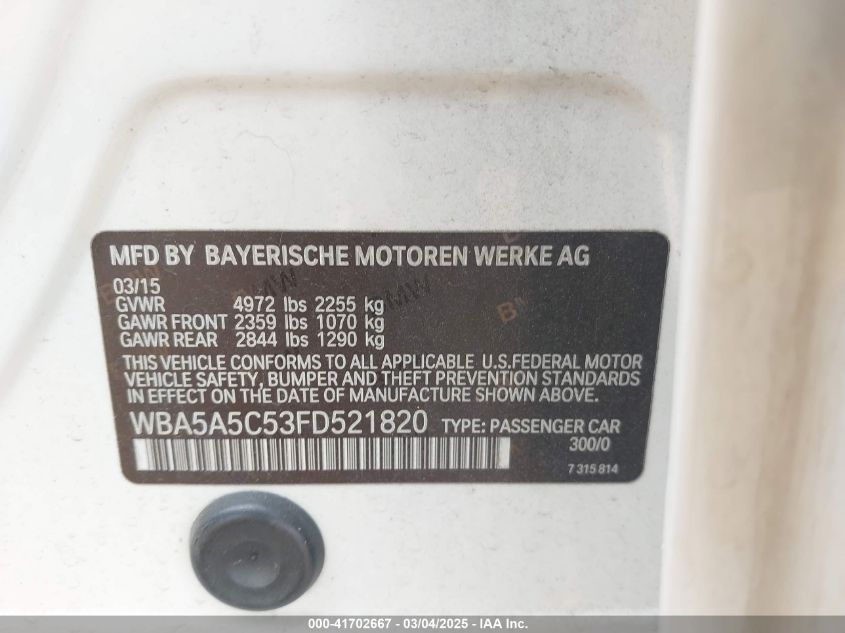 MFD BY BAYERISCHE MOTOREN WERKE AG
03/15
GVWR 4972 lbs 2255 kg
GAWR FRONT 2359 lbs 1070 kg
GAWR REAR 2844 lbs 1290 kg
THIS VEHICLE CONFORMS TO ALL APPLICABLE U.S.FEDERAL MOTOR
VEHICLE SAFETY, BUMPER AND THEFT PREVENTION STANDARDS
IN EFFECT ON THE DATE OF MANUFACTURE SHOWN ABOVE.
WBA5A5C53FD521820 TYPE: PASSENGER CAR
300/0
7 315 814
000-41702667 - 03/04/2025 - IAA Inc.